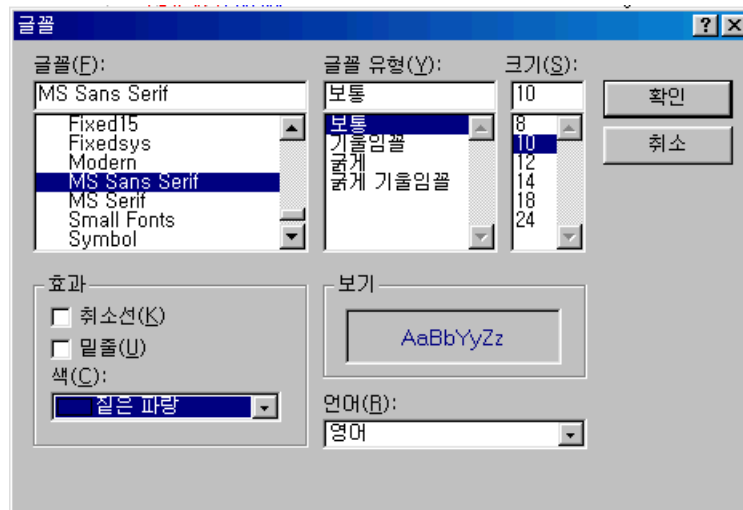 글꼴
글꼴(F):
MS Sans Serif
Fixed15
Fixedsys
Modern
MS Sans Serif
MS Serif
Small Fonts
Symbol
글꼴 유형(Y):
보통
보통
기울임꼴
굵게
굵게 기울임꼴
크기(S):
10
8
10
12
14
18
24
확인
취소
효과
취소선(K)
밑줄(U)
색(C):
짙은 파랑
보기
AaBbYyZz
언어(R):
영어